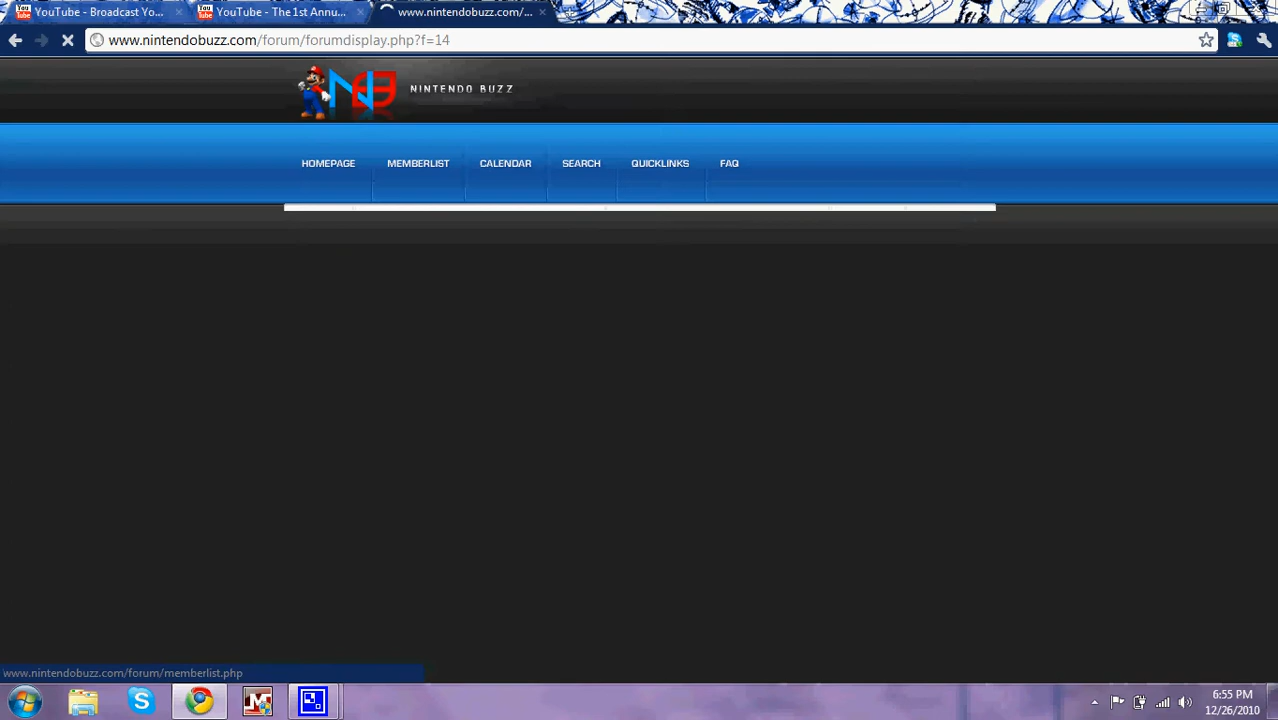 YouTube - Broadcast Yo...
YouTube - The 1st Annu...
www.nintendobuzz.com/...
www.nintendobuzz.com/forum/forumdisplay.php?f=14
NB
NINTENDO BUZZ
HOMEPAGE
MEMBERLIST
CALENDAR
SEARCH
QUICKLINKS
FAQ
www.nintendobuzz.com/forum/memberlist.php
6:55 PM
12/26/2010